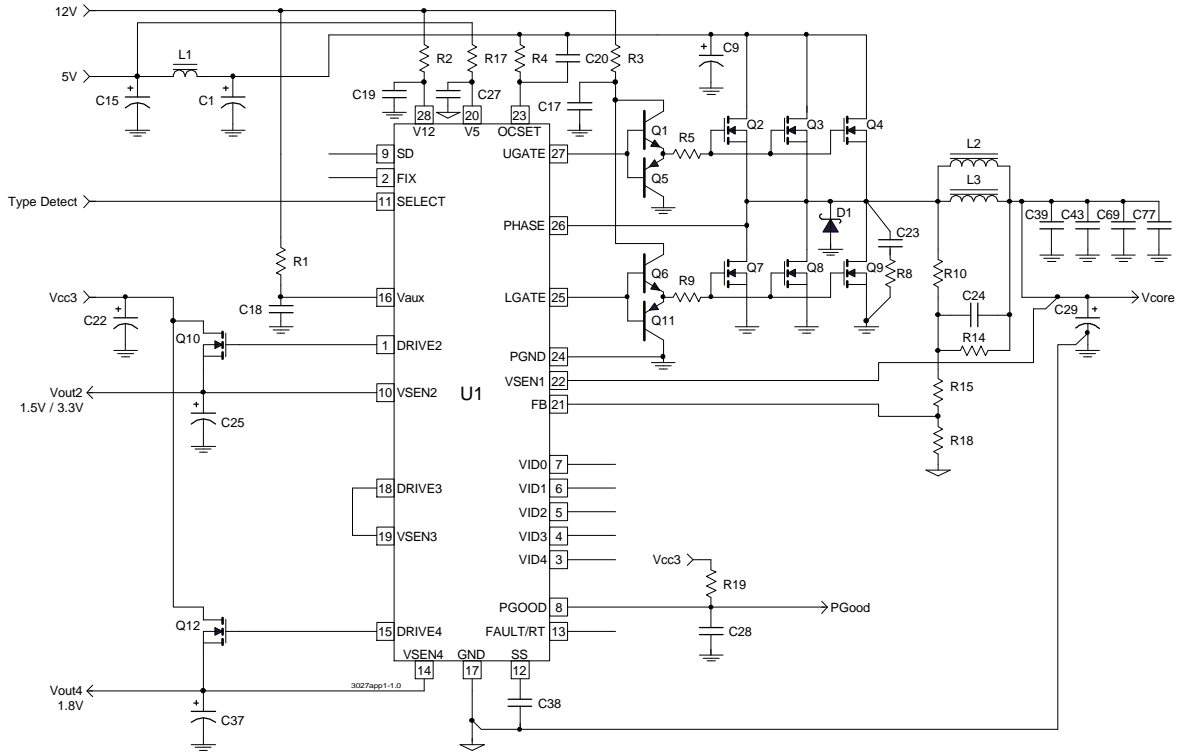 12V
L1
5V
C15
C1
R2
R17
R4
C20
R3
C9
C19
C27
C17
28
20
23
V12
V5
OCSET
Q1
Q5
R5
Q2
Q3
Q4
9
SD
2
FIX
Type Detect
11
SELECT
UGATE
27
PHASE
26
L2
L3
D1
C23
R8
C39
C43
C69
C77
R1
C18
16
Vaux
LGATE
25
Q6
Q11
R9
Q7
Q8
Q9
R10
C24
R14
C29
Vcore
Vcc3
C22
Q10
1
DRIVE2
PGND
24
Vout2
1.5V / 3.3V
10
VSEN2
C25
U1
VSEN1
22
FB
21
R15
R18
VID0
7
VID1
6
VID2
5
VID3
4
VID4
3
18
DRIVE3
19
VSEN3
Vcc3
R19
PGOOD
8
PGood
C28
Q12
15
DRIVE4
FAULT/RT
13
VSEN4
GND
SS
14
17
12
3027app1-1.0
Vout4
1.8V
C37
C38